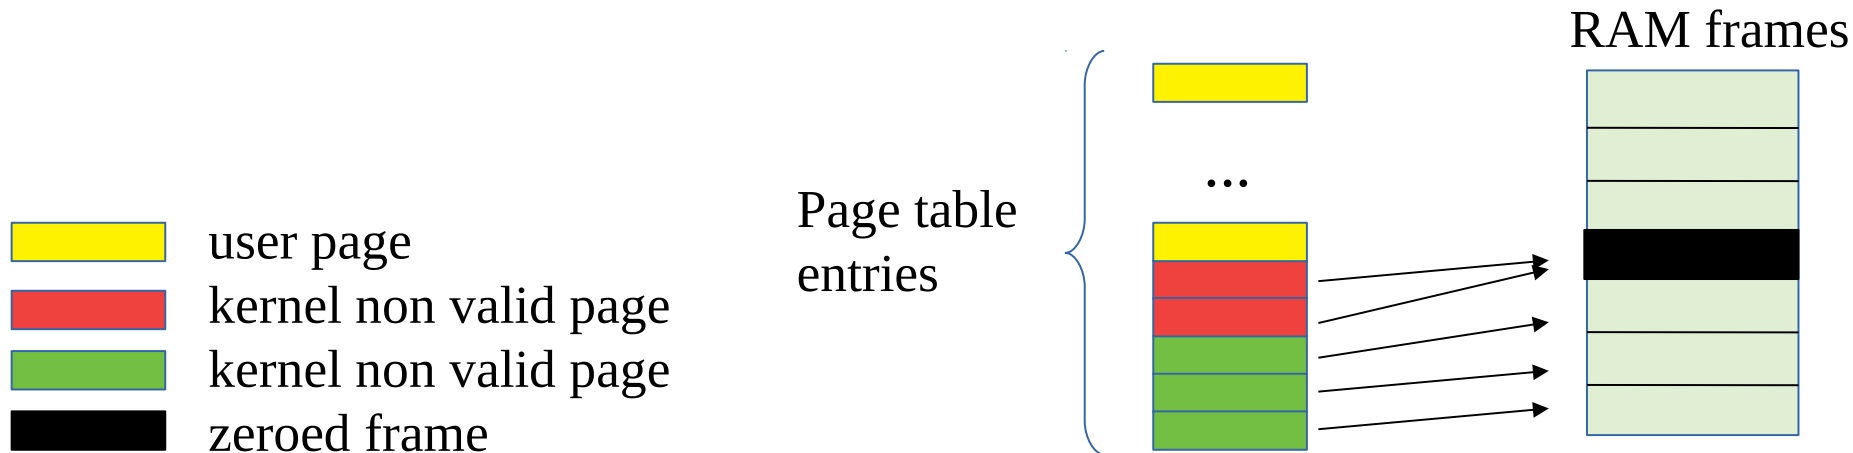 RAM frames
...
Page table
entries
user page
kernel non valid page
kernel non valid page
zeroed frame